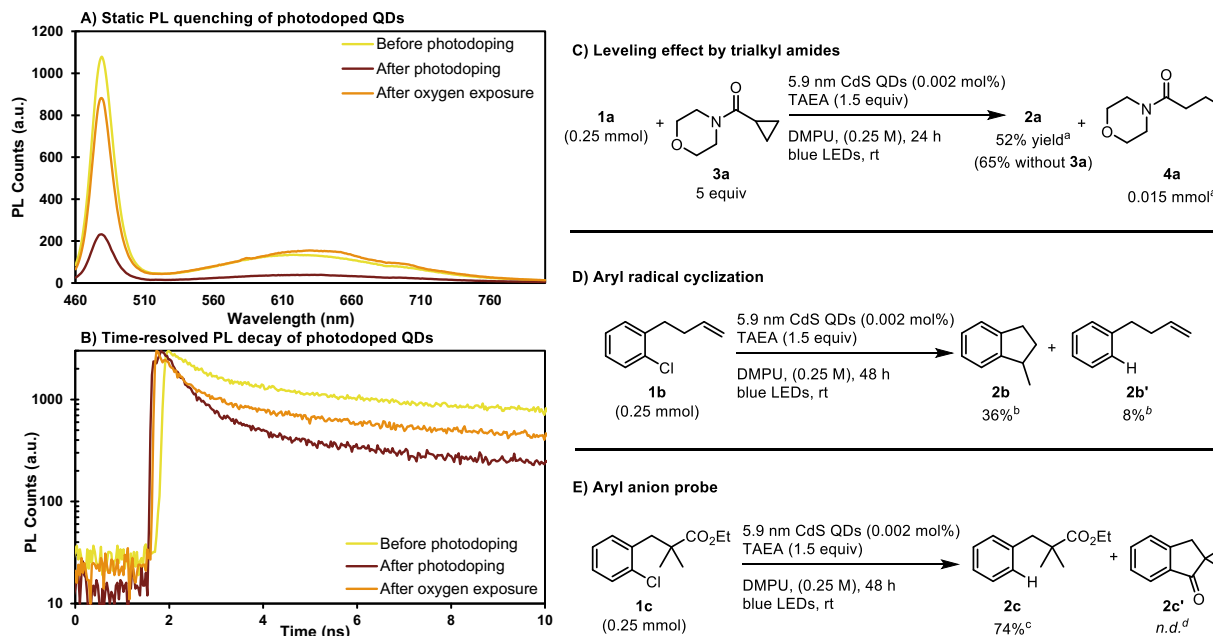 A) Static PL quenching of photodoped QDs
PL Counts (a.u.)
1200
1000
800
600
400
200
0
Before photodoping
After photodoping
After oxygen exposure
460
510
560
610
660
710
760
Wavelength (nm)
B) Time-resolved PL decay of photodoped QDs
PL Counts (a.u.)
1000
100
10
Before photodoping
After photodoping
After oxygen exposure
0
2
4
6
8
10
Time (ns)
C) Leveling effect by trialkyl amides
1a
(0.25 mmol)
+
O
N
O
3a
5 equiv
5.9 nm CdS QDs (0.002 mol%)
TAEA (1.5 equiv)
DMPU, (0.25 M), 24 h
blue LEDs, rt
2a
52% yieldᵃ
(65% without 3a)
+
O
N
O
4a
0.015 mmolᵃ
D) Aryl radical cyclization
Cl
1b
(0.25 mmol)
5.9 nm CdS QDs (0.002 mol%)
TAEA (1.5 equiv)
DMPU, (0.25 M), 48 h
blue LEDs, rt
2b
36%ᵇ
+
H
2b'
8%ᵇ
E) Aryl anion probe
CO₂Et
Cl
1c
(0.25 mmol)
5.9 nm CdS QDs (0.002 mol%)
TAEA (1.5 equiv)
DMPU, (0.25 M), 48 h
blue LEDs, rt
CO₂Et
H
2c
74%ᶜ
+
O
2c'
n.d.ᵈ